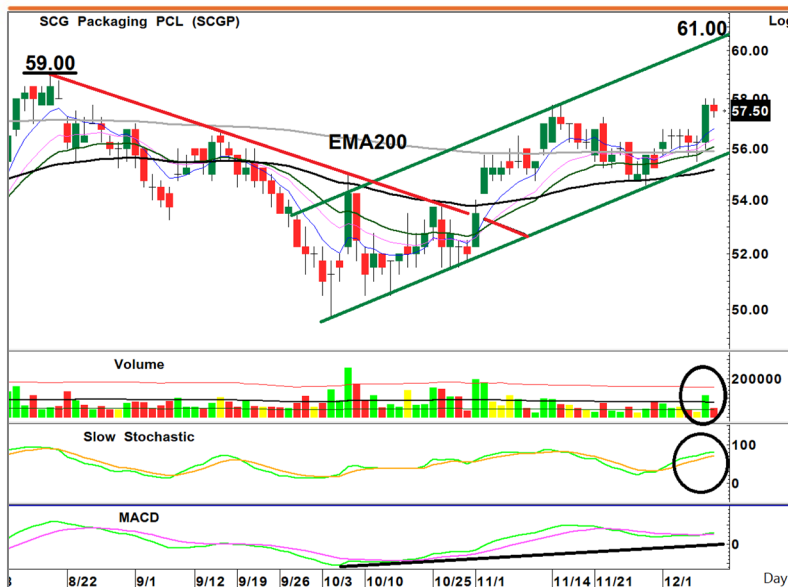 SCG Packaging PCL (SCGP)
Log
61.00
60.00
59.00
58.00
57.50
EMA200
56.00
54.00
52.00
50.00
Volume
200000
Slow Stochastic
100
0
MACD
0
8/22 9/1 9/12 9/19 9/26 10/3 10/10 10/25 11/1 11/14 11/21 12/1 Day